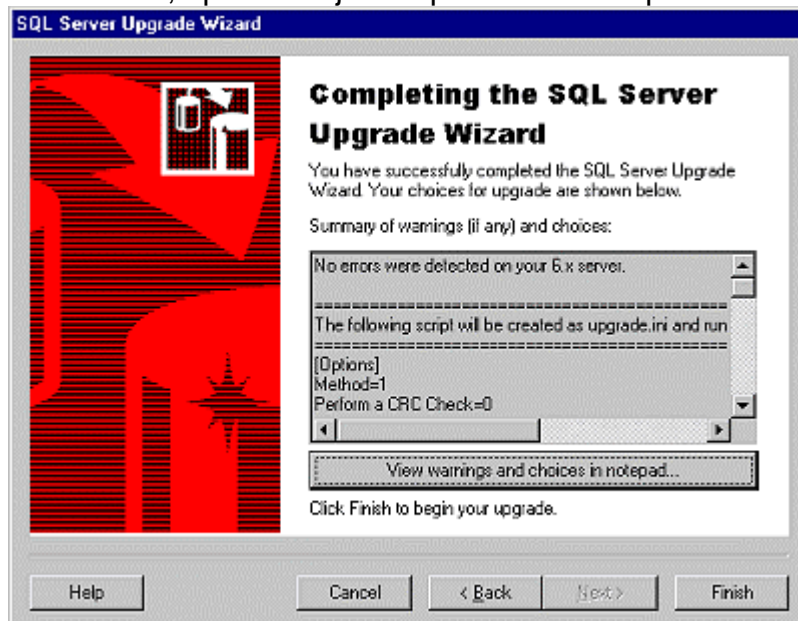 SQL Server Upgrade Wizard
Completing the SQL Server
Upgrade Wizard
You have successfully completed the SQL Server Upgrade
Wizard. Your choices for upgrade are shown below.
Summary of warnings (if any) and choices:
No errors were detected on your 6.x server.
=============================================
The following script will be created as upgrade.ini and run
=============================================
[Options]
Method=1
Perform a CRC Check=0
View warnings and choices in notepad...
Click Finish to begin your upgrade.
Help
Cancel
< Back
Next >
Finish